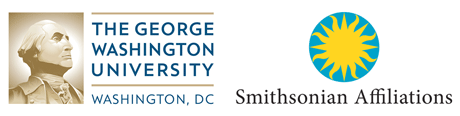 THE GEORGE
WASHINGTON
UNIVERSITY
WASHINGTON, DC
Smithsonian Affiliations